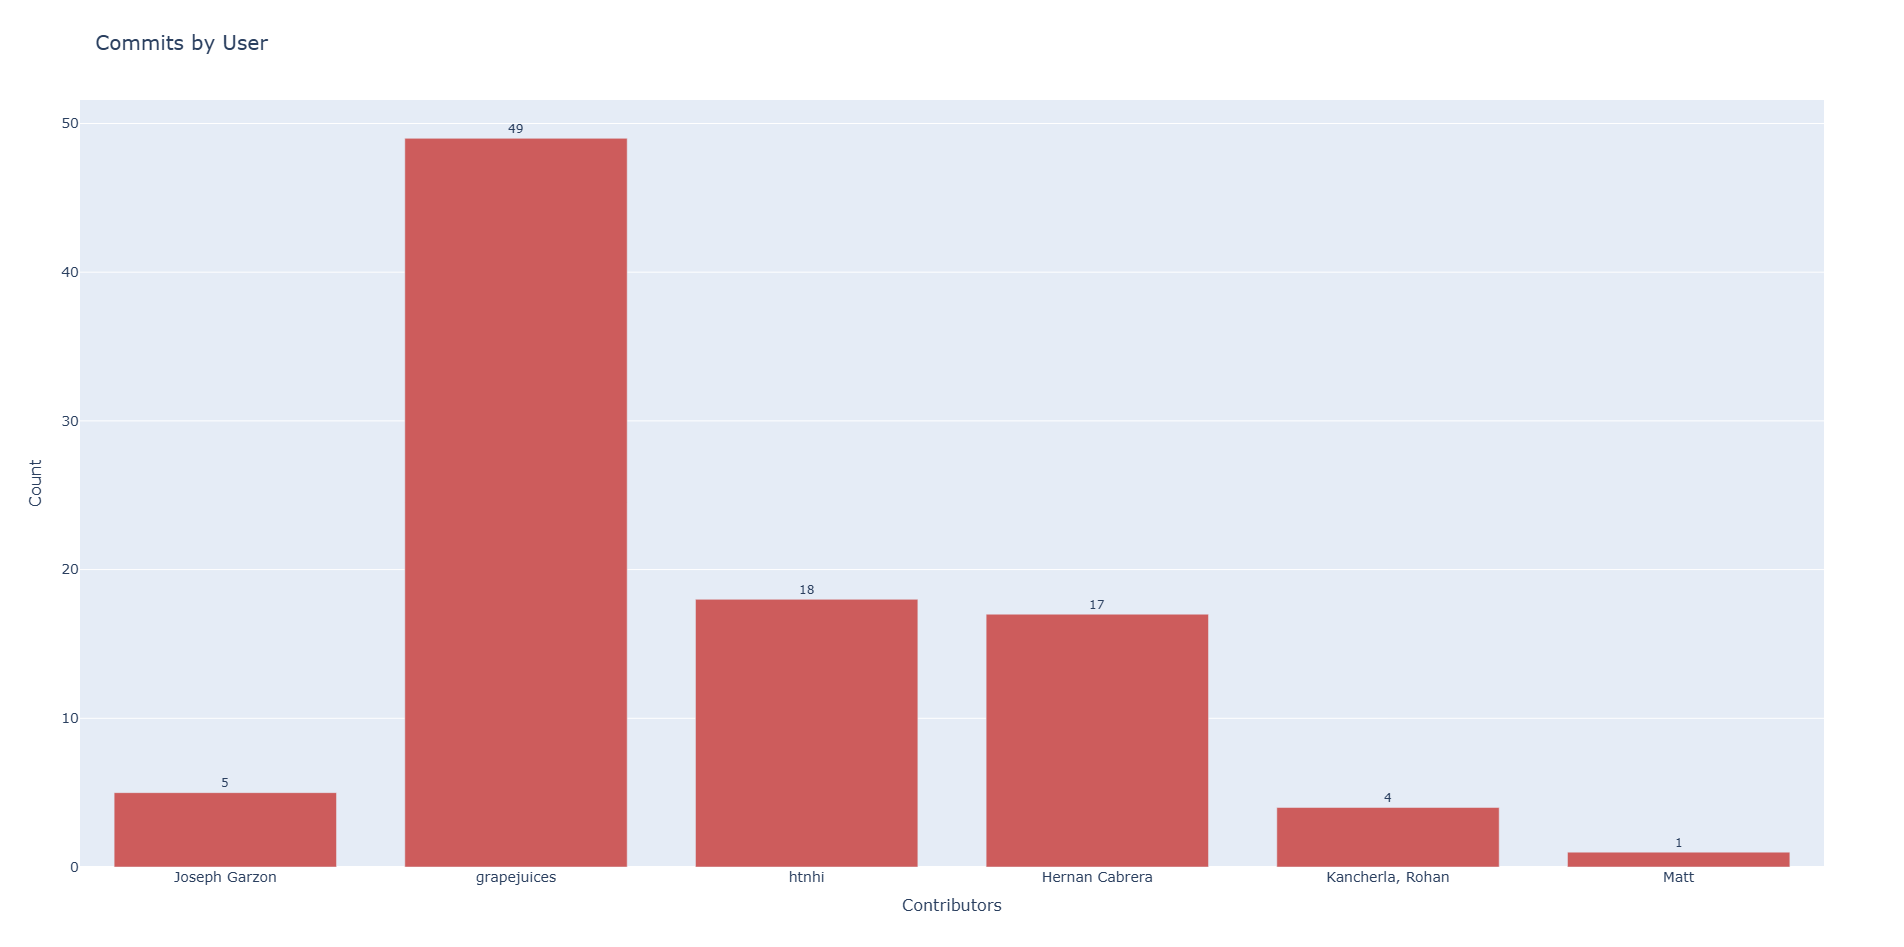 Commits by User
50
40
30
20
10
0
Count
5
49
18
17
4
1
Joseph Garzon
grapejuices
htnhi
Hernan Cabrera
Kancherla, Rohan
Matt
Contributors